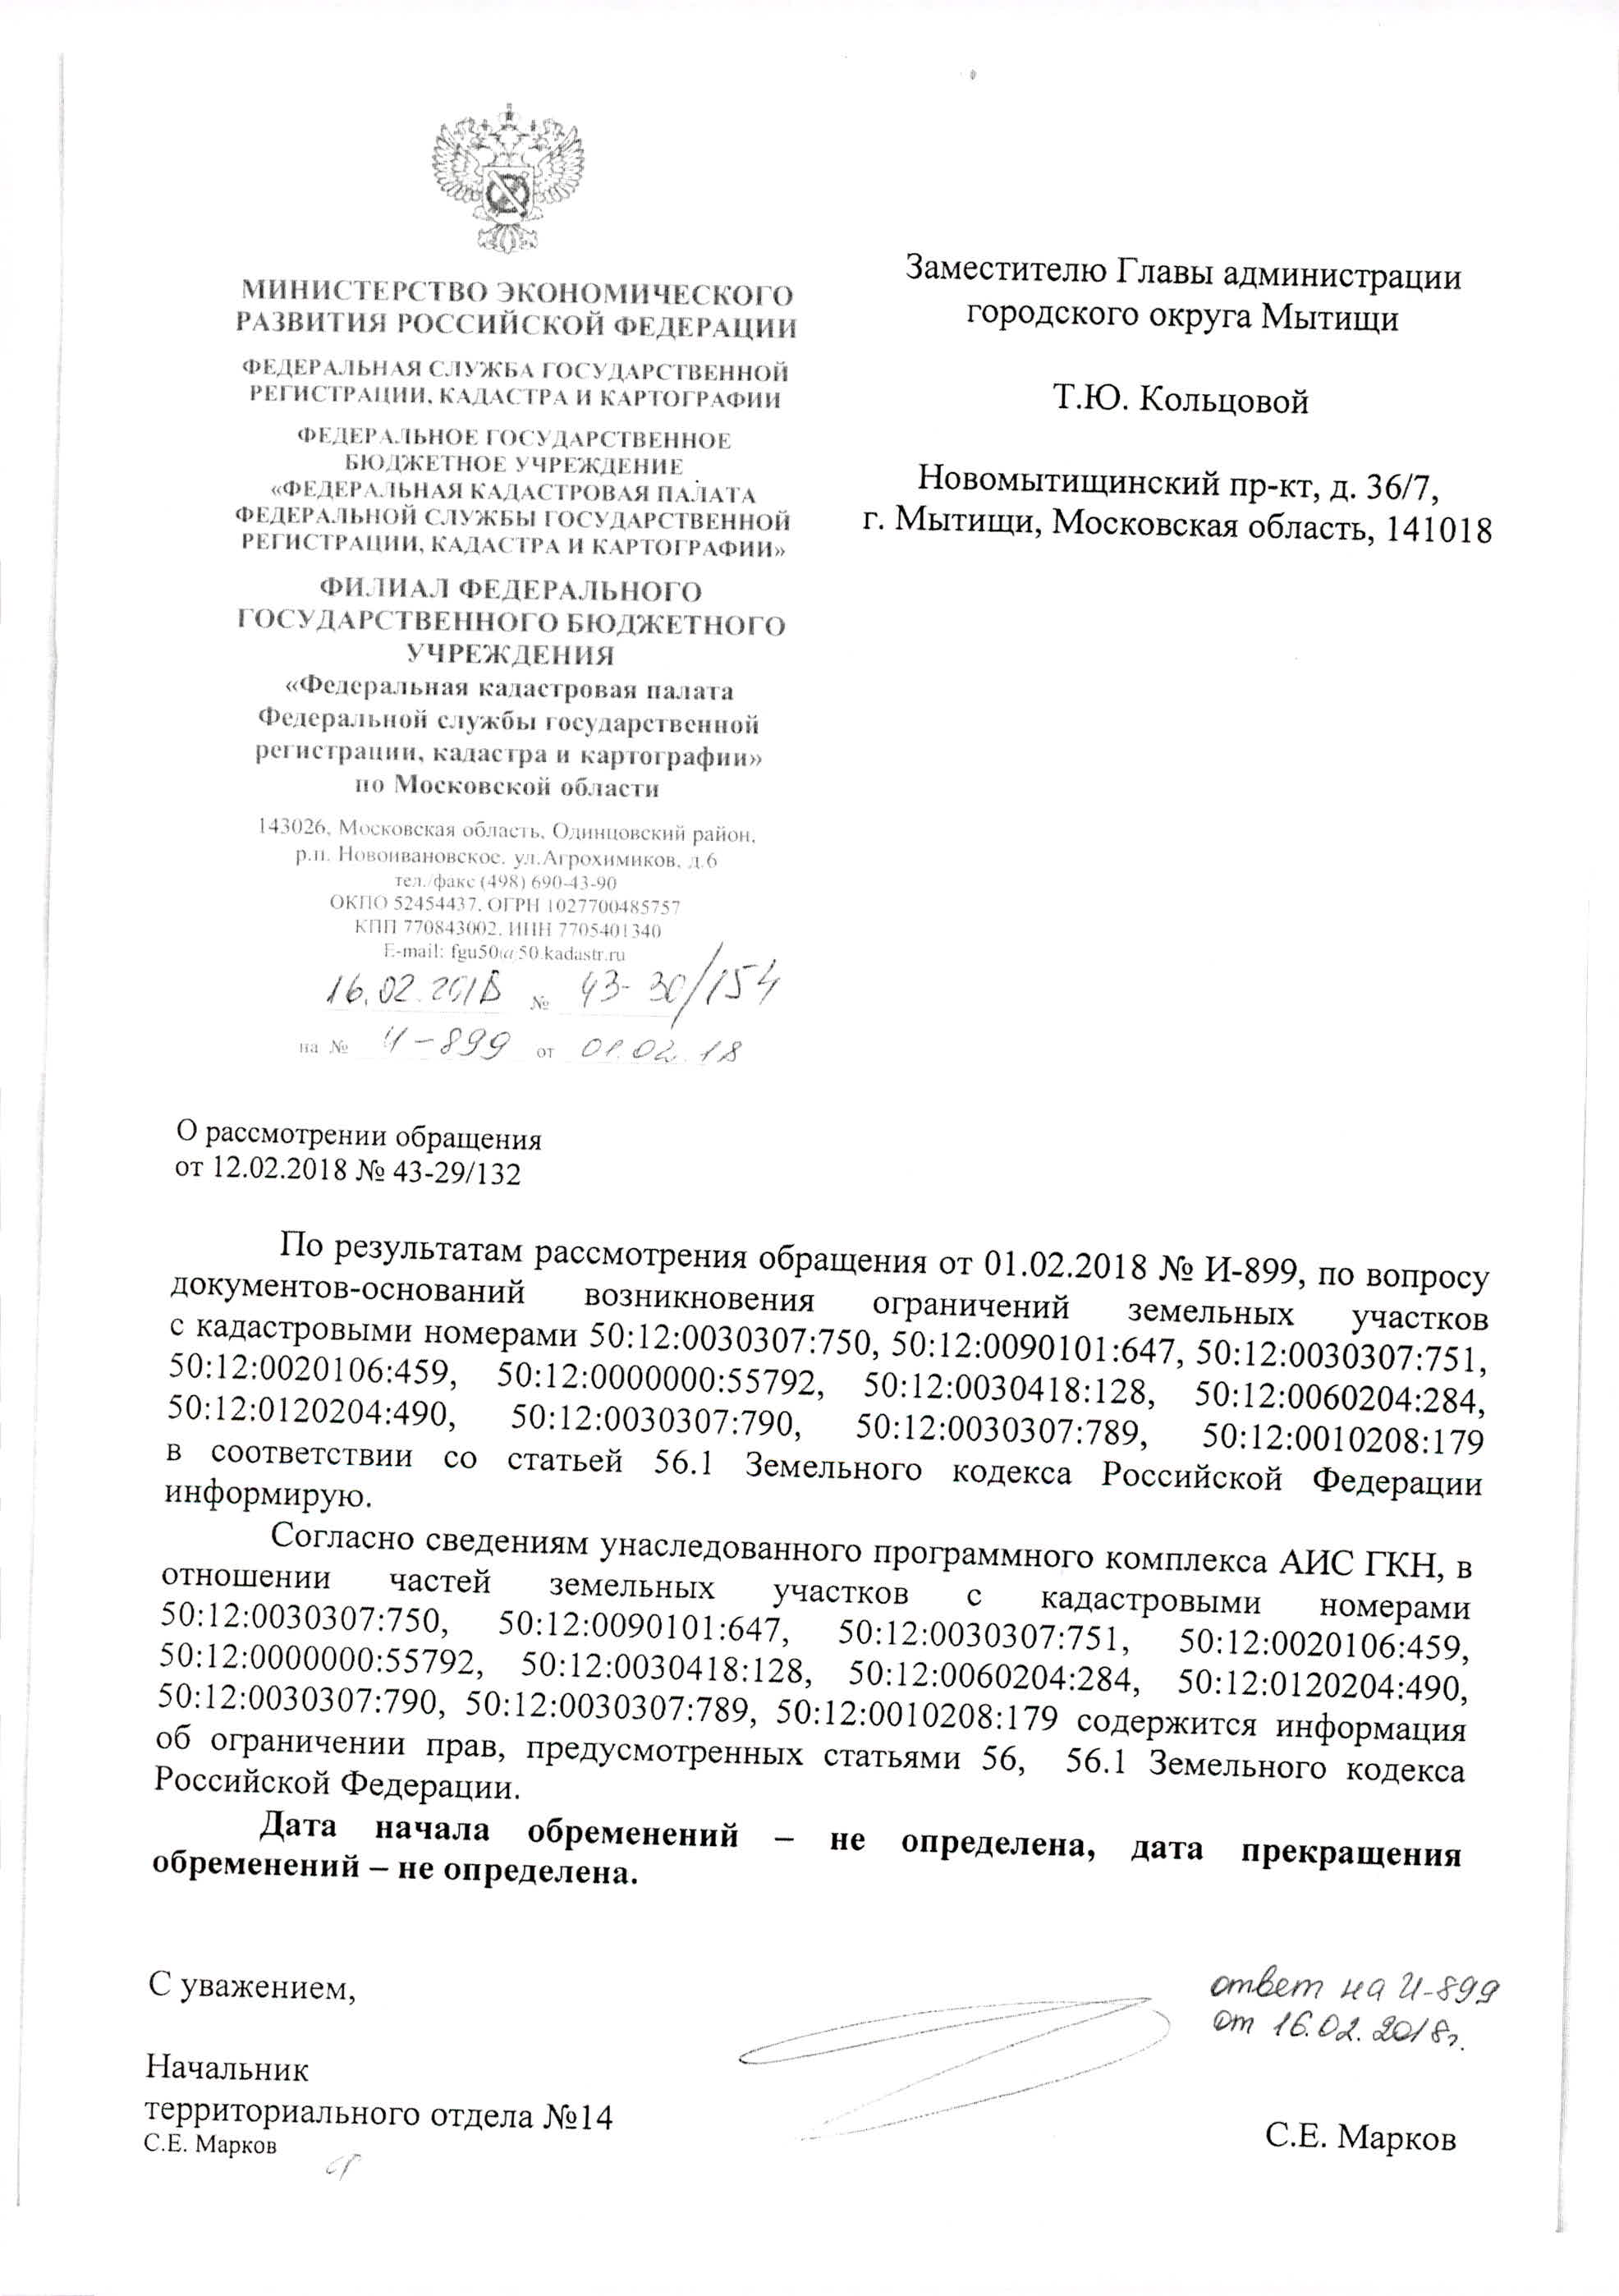 МИНИСТЕРСТВО ЭКОНОМИЧЕСКОГО
РАЗВИТИЯ РОССИЙСКОЙ ФЕДЕРАЦИИ
ФЕДЕРАЛЬНАЯ СЛУЖБА ГОСУДАРСТВЕННОЙ
РЕГИСТРАЦИИ, КАДАСТРА И КАРТОГРАФИИ
ФЕДЕРАЛЬНОЕ ГОСУДАРСТВЕННОЕ
БЮДЖЕТНОЕ УЧРЕЖДЕНИЕ
«ФЕДЕРАЛЬНАЯ КАДАСТРОВАЯ ПАЛАТА
ФЕДЕРАЛЬНОЙ СЛУЖБЫ ГОСУДАРСТВЕННОЙ
РЕГИСТРАЦИИ, КАДАСТРА И КАРТОГРАФИИ»
ФИЛИАЛ ФЕДЕРАЛЬНОГО
ГОСУДАРСТВЕННОГО БЮДЖЕТНОГО
УЧРЕЖДЕНИЯ
«Федеральная кадастровая палата
Федеральной службы государственной
регистрации, кадастра и картографии»
по Московской области
143026, Московская область, Одинцовский район,
р.п. Новоивановское, ул.Агрохимиков, д.6
тел./факс (498) 690-43-90
ОКПО 52454437, ОГРН 1027700485757
КПП 770843002, ИНН 7705401340
E-mail: fgu50@50.kadastr.ru
16.02.2018 № 43-30/154
на № И-899 от 01.02.18
Заместителю Главы администрации
городского округа Мытищи
Т.Ю. Кольцовой
Новомытищинский пр-кт, д. 36/7,
г. Мытищи, Московская область, 141018
О рассмотрении обращения
от 12.02.2018 № 43-29/132
По результатам рассмотрения обращения от 01.02.2018 № И-899, по вопросу
документов-оснований возникновения ограничений земельных участков
с кадастровыми номерами 50:12:0030307:750, 50:12:0090101:647, 50:12:0030307:751,
50:12:0020106:459, 50:12:0000000:55792, 50:12:0030418:128, 50:12:0060204:284,
50:12:0120204:490, 50:12:0030307:790, 50:12:0030307:789, 50:12:0010208:179
в соответствии со статьей 56.1 Земельного кодекса Российской Федерации
информирую.
Согласно сведениям унаследованного программного комплекса АИС ГКН, в
отношении частей земельных участков с кадастровыми номерами
50:12:0030307:750, 50:12:0090101:647, 50:12:0030307:751, 50:12:0020106:459,
50:12:0000000:55792, 50:12:0030418:128, 50:12:0060204:284, 50:12:0120204:490,
50:12:0030307:790, 50:12:0030307:789, 50:12:0010208:179 содержится информация
об ограничении прав, предусмотренных статьями 56, 56.1 Земельного кодекса
Российской Федерации.
Дата начала обременений – не определена, дата прекращения
обременений – не определена.
С уважением,
ответ на И-899
от 16.02.2018г.
Начальник
территориального отдела №14
С.Е. Марков
С.Е. Марков